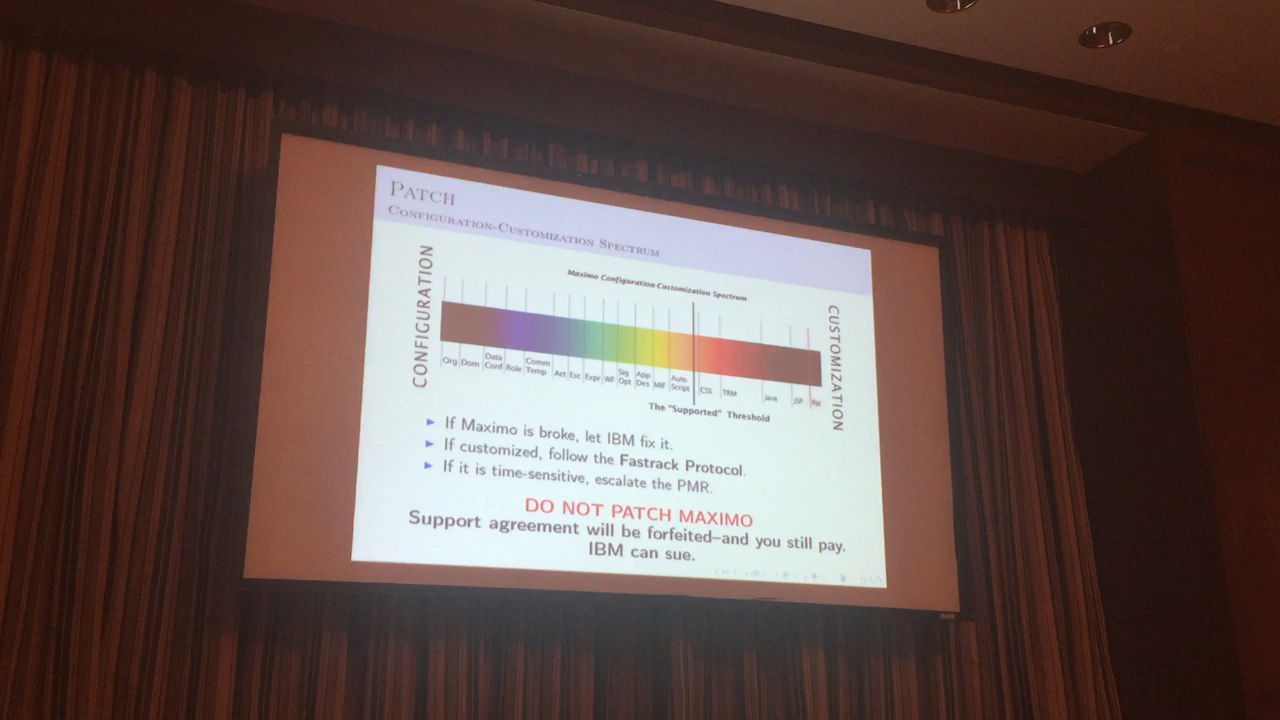 PATCH
CONFIGURATION-CUSTOMIZATION SPECTRUM
Maximo Configuration-Customization Spectrum
CONFIGURATION
CUSTOMIZATION
Org Dom Data Conf Role Comm Temp Act Esc Expr WF Sig Opt App Des MIF Auto Script CSS TRM Java JSP Pat
The "Supported" Threshold
If Maximo is broke, let IBM fix it.
If customized, follow the Fastrack Protocol.
If it is time-sensitive, escalate the PMR.
DO NOT PATCH MAXIMO
Support agreement will be forfeited–and you still pay.
IBM can sue.